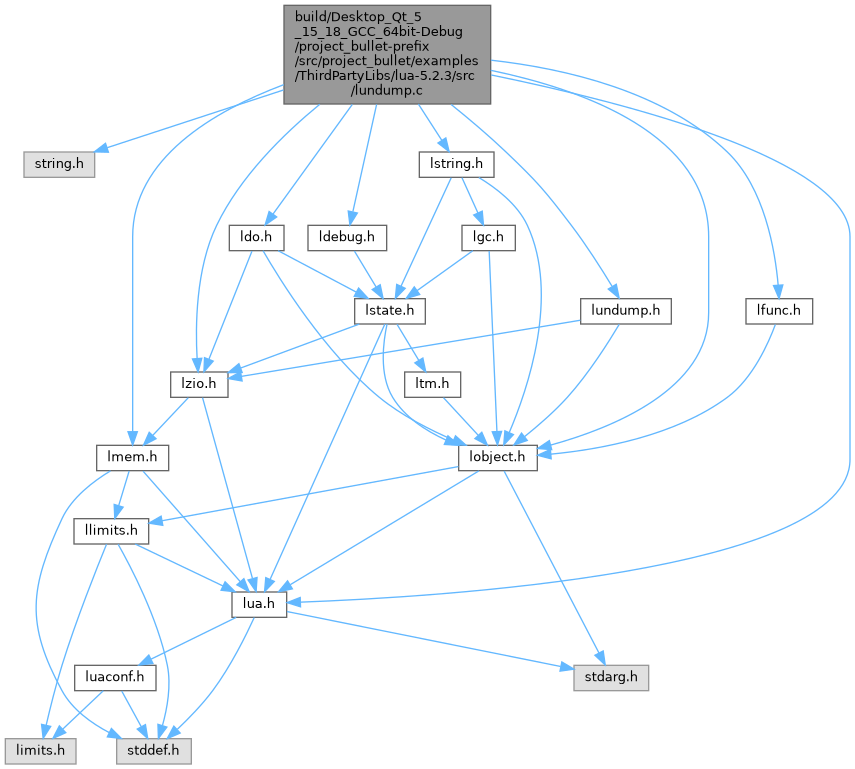 build/Desktop_Qt_5
_15_18_GCC_64bit-Debug
/project_bullet-prefix
/src/project_bullet/examples
/ThirdPartyLibs/lua-5.2.3/src
/lundump.c
string.h
lstring.h
ldo.h
ldebug.h
lgc.h
lstate.h
lundump.h
lfunc.h
lzio.h
ltm.h
lmem.h
lobject.h
llimits.h
lua.h
luaconf.h
stdarg.h
limits.h
stddef.h